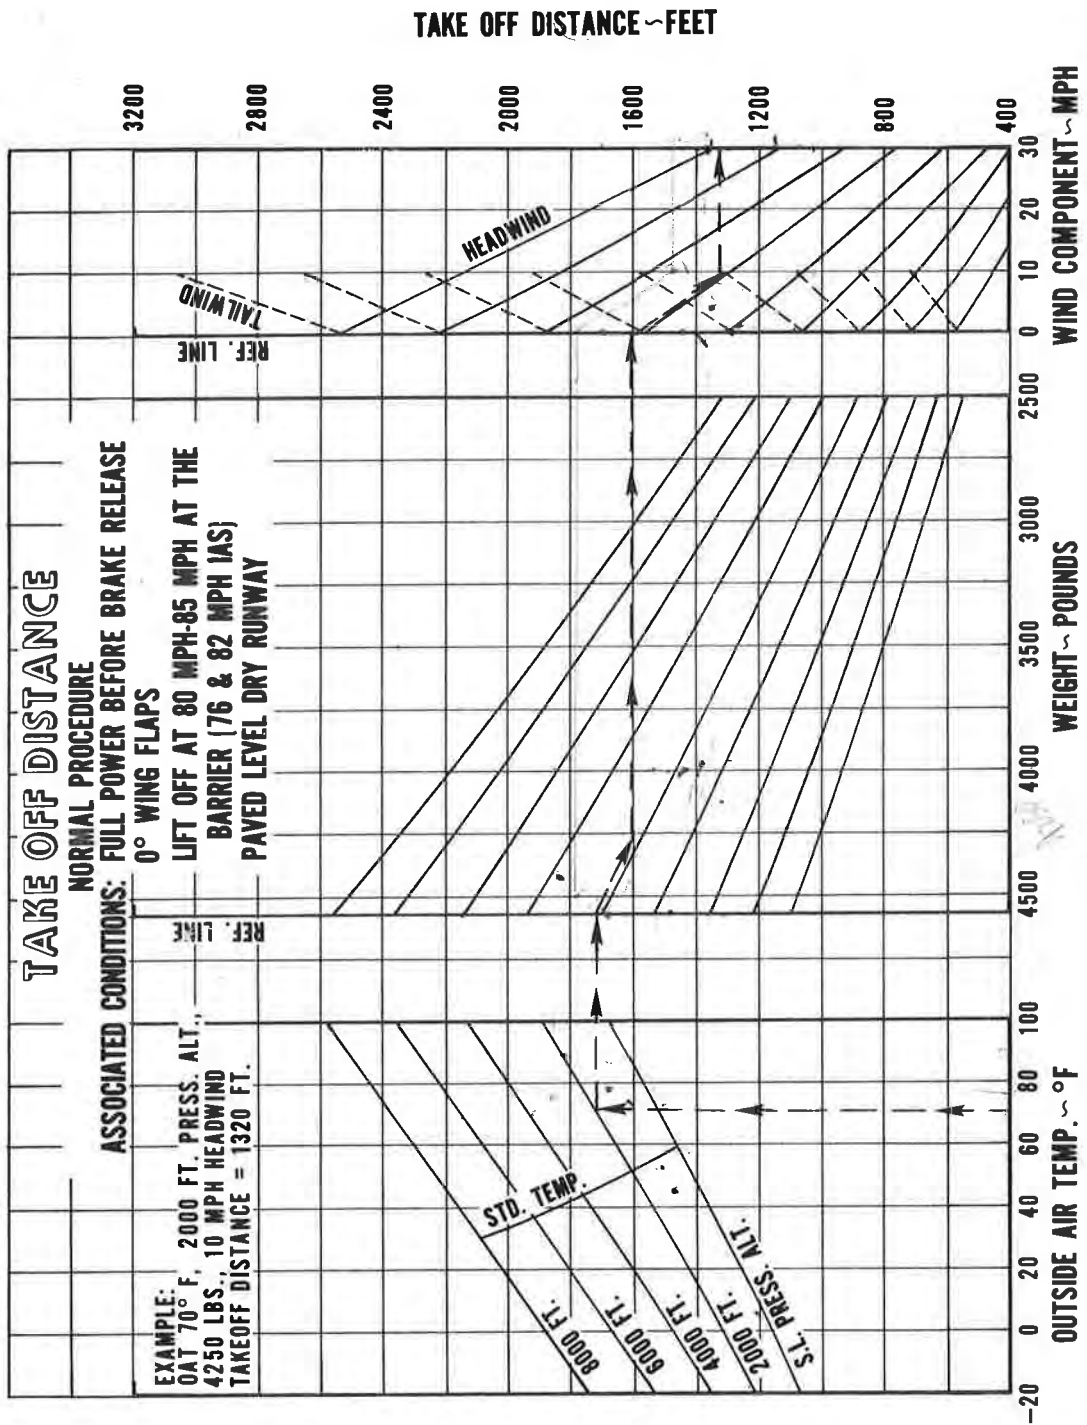 TAKE OFF DISTANCE
NORMAL PROCEDURE
ASSOCIATED CONDITIONS: FULL POWER BEFORE BRAKE RELEASE
0° WING FLAPS
LIFT OFF AT 80 MPH-85 MPH AT THE
BARRIER (76 & 82 MPH IAS)
PAVED LEVEL DRY RUNWAY
EXAMPLE:
OAT 70° F, 2000 FT. PRESS. ALT.,
4250 LBS., 10 MPH HEADWIND
TAKEOFF DISTANCE = 1320 FT.
REF. LINE
REF. LINE
TAILWIND
HEADWIND
STD. TEMP.
8000 FT.
6000 FT.
4000 FT.
2000 FT.
S.L. PRESS. ALT.
-20 0 20 40 60 80 100
OUTSIDE AIR TEMP. ~ °F
4500 4000 3500 3000 2500
WEIGHT ~ POUNDS
0 10 20 30
WIND COMPONENT ~ MPH
3200
2800
2400
2000
1600
1200
800
400
TAKE OFF DISTANCE ~ FEET